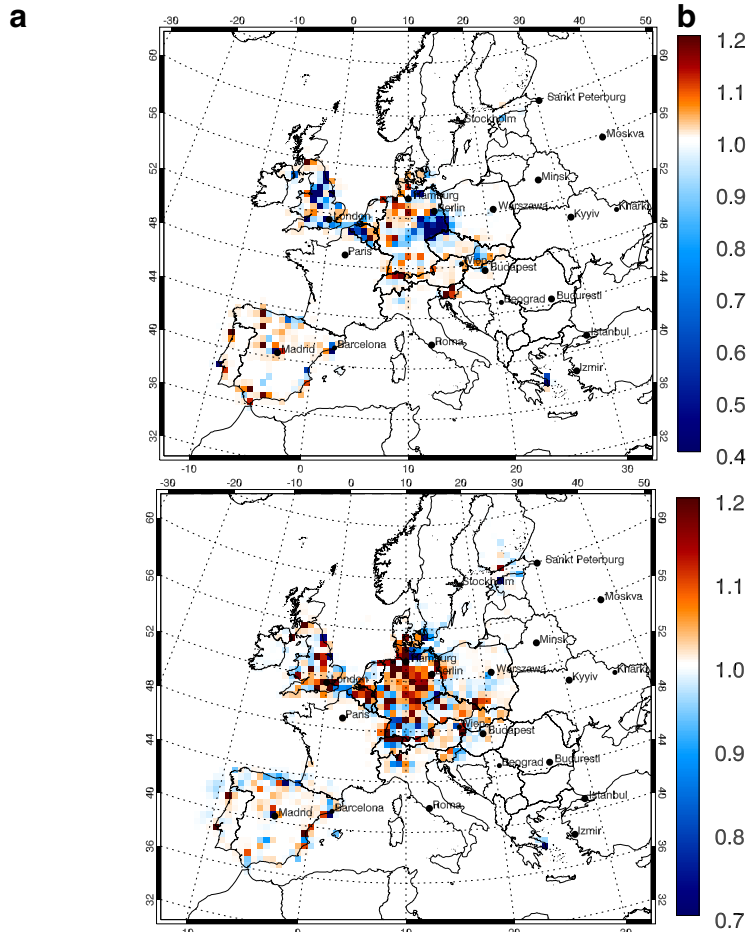 a
b
-30 -20 -10 0 10 20 30 40 50
60 60
56 56
52 52
48 48
44 44
40 40
36 36
32 32
Sankt Peterburg
Stockholm
Moskva
Minsk
Hamburg
Berlin
Warszawa
Kyyiv
London
Paris
Wien
Budapest
Beograd
Bucuresti
Istanbul
Madrid
Barcelona
Roma
Izmir
-10 0 10 20 30
1.2
1.1
1.0
0.9
0.8
0.7
0.6
0.5
0.4
-30 -20 -10 0 10 20 30 40 50
60 60
56 56
52 52
48 48
44 44
40 40
36 36
32 32
Sankt Peterburg
Stockholm
Moskva
Minsk
Hamburg
Berlin
Warszawa
Kyyiv
London
Paris
Wien
Budapest
Beograd
Bucuresti
Istanbul
Madrid
Barcelona
Roma
Izmir
1.2
1.1
1.0
0.9
0.8
0.7